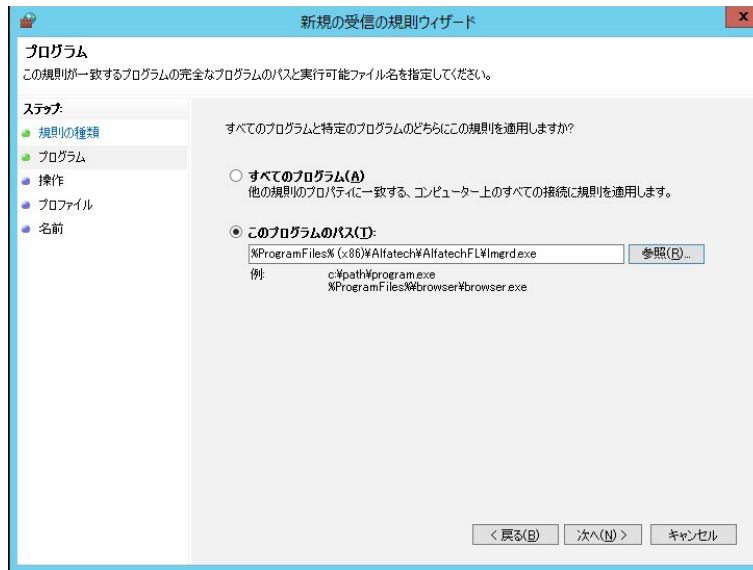 新規の受信の規則ウィザード
x
プログラム
この規則が一致するプログラムの完全なプログラムのパスと実行可能ファイル名を指定してください。
ステップ:
規則の種類
プログラム
操作
プロファイル
名前
すべてのプログラムと特定のプログラムのどちらにこの規則を適用しますか?
すべてのプログラム(A)
他の規則のプロパティに一致する、コンピューター上のすべての接続に規則を適用します。
このプログラムのパス(T):
%ProgramFiles% (x86)¥Alfatech¥AlfatechFL¥lmgrd.exe
参照(R)...
例: c:¥path¥program.exe
%ProgramFiles%¥browser¥browser.exe
< 戻る(B)
次へ(N) >
キャンセル